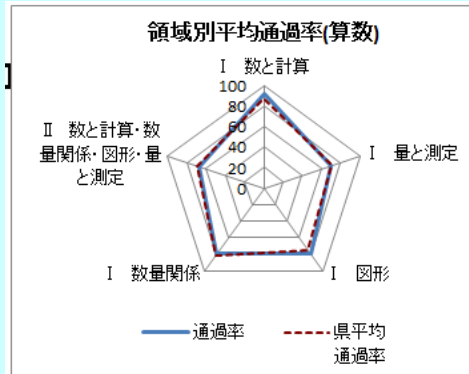 領域別平均通過率(算数)
Ⅰ 数と計算
100
80
60
40
20
0
Ⅰ 量と測定
Ⅰ 図形
Ⅰ 数量関係
Ⅱ 数と計算・数
量関係・図形・量
と測定
通過率
県平均
通過率